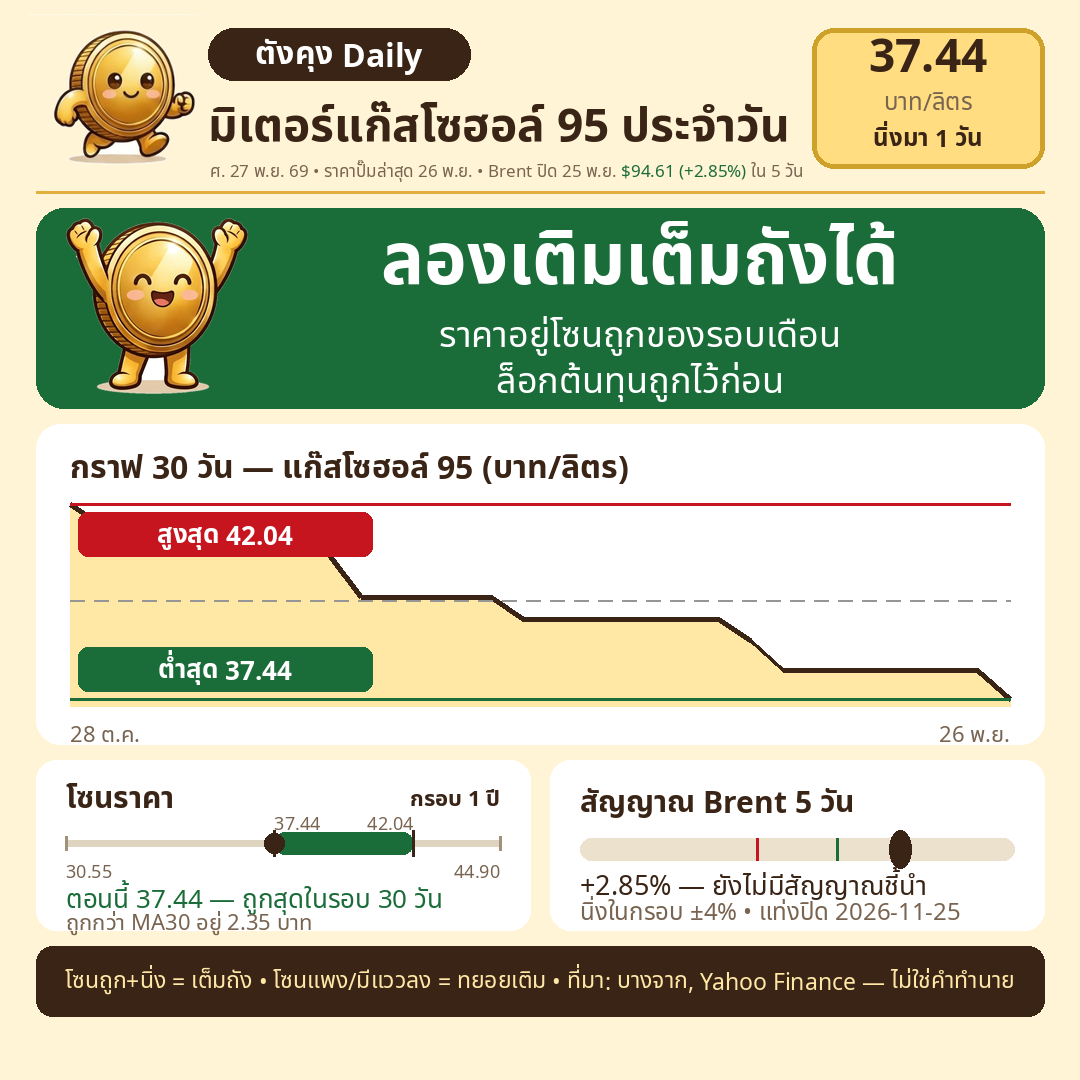 ตังคุง Daily
มิเตอร์แก๊สโซฮอล์ 95 ประจำวัน
ศ. 27 พ.ย. 69 • ราคาปั๊มล่าสุด 26 พ.ย. • Brent ปิด 25 พ.ย. $94.61 (+2.85%) ใน 5 วัน
37.44
บาท/ลิตร
นิ่งมา 1 วัน
ลองเติมเต็มถังได้
ราคาอยู่โซนถูกของรอบเดือน
ล็อกต้นทุนถูกไว้ก่อน
กราฟ 30 วัน — แก๊สโซฮอล์ 95 (บาท/ลิตร)
สูงสุด 42.04
ต่ำสุด 37.44
28 ต.ค.
26 พ.ย.
โซนราคา
กรอบ 1 ปี
37.44
42.04
30.55
44.90
ตอนนี้ 37.44 — ถูกสุดในรอบ 30 วัน
ถูกกว่า MA30 อยู่ 2.35 บาท
สัญญาณ Brent 5 วัน
+2.85% — ยังไม่มีสัญญาณชี้นำ
นิ่งในกรอบ ±4% • แท่งปิด 2026-11-25
โซนถูก+นิ่ง = เต็มถัง • โซนแพง/มีแววลง = ทยอยเติม • ที่มา: บางจาก, Yahoo Finance — ไม่ใช่คำทำนาย